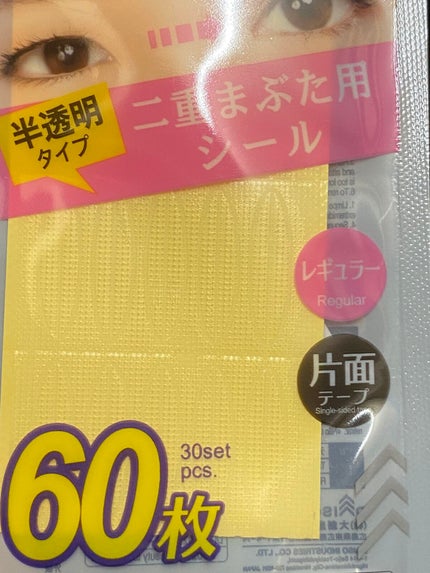 二重まぶた用
シール
半透明
タイプ
レギュラー
Regular
片面
テープ
Single-sided
60枚
30set
pcs.